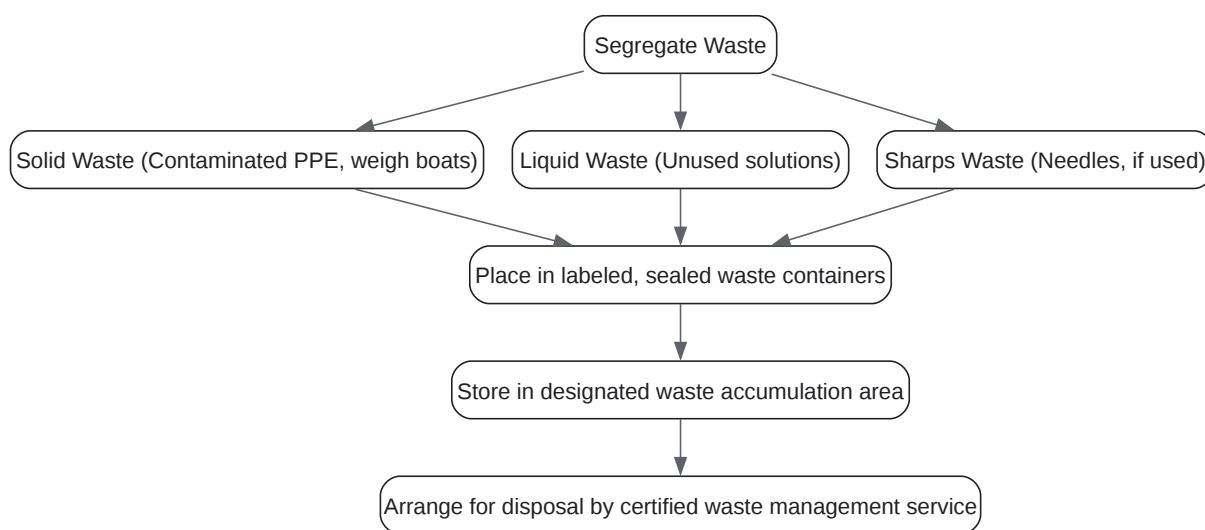 Segregate Waste
Solid Waste (Contaminated PPE, weigh boats)
Liquid Waste (Unused solutions)
Sharps Waste (Needles, if used)
Place in labeled, sealed waste containers
Store in designated waste accumulation area
Arrange for disposal by certified waste management service